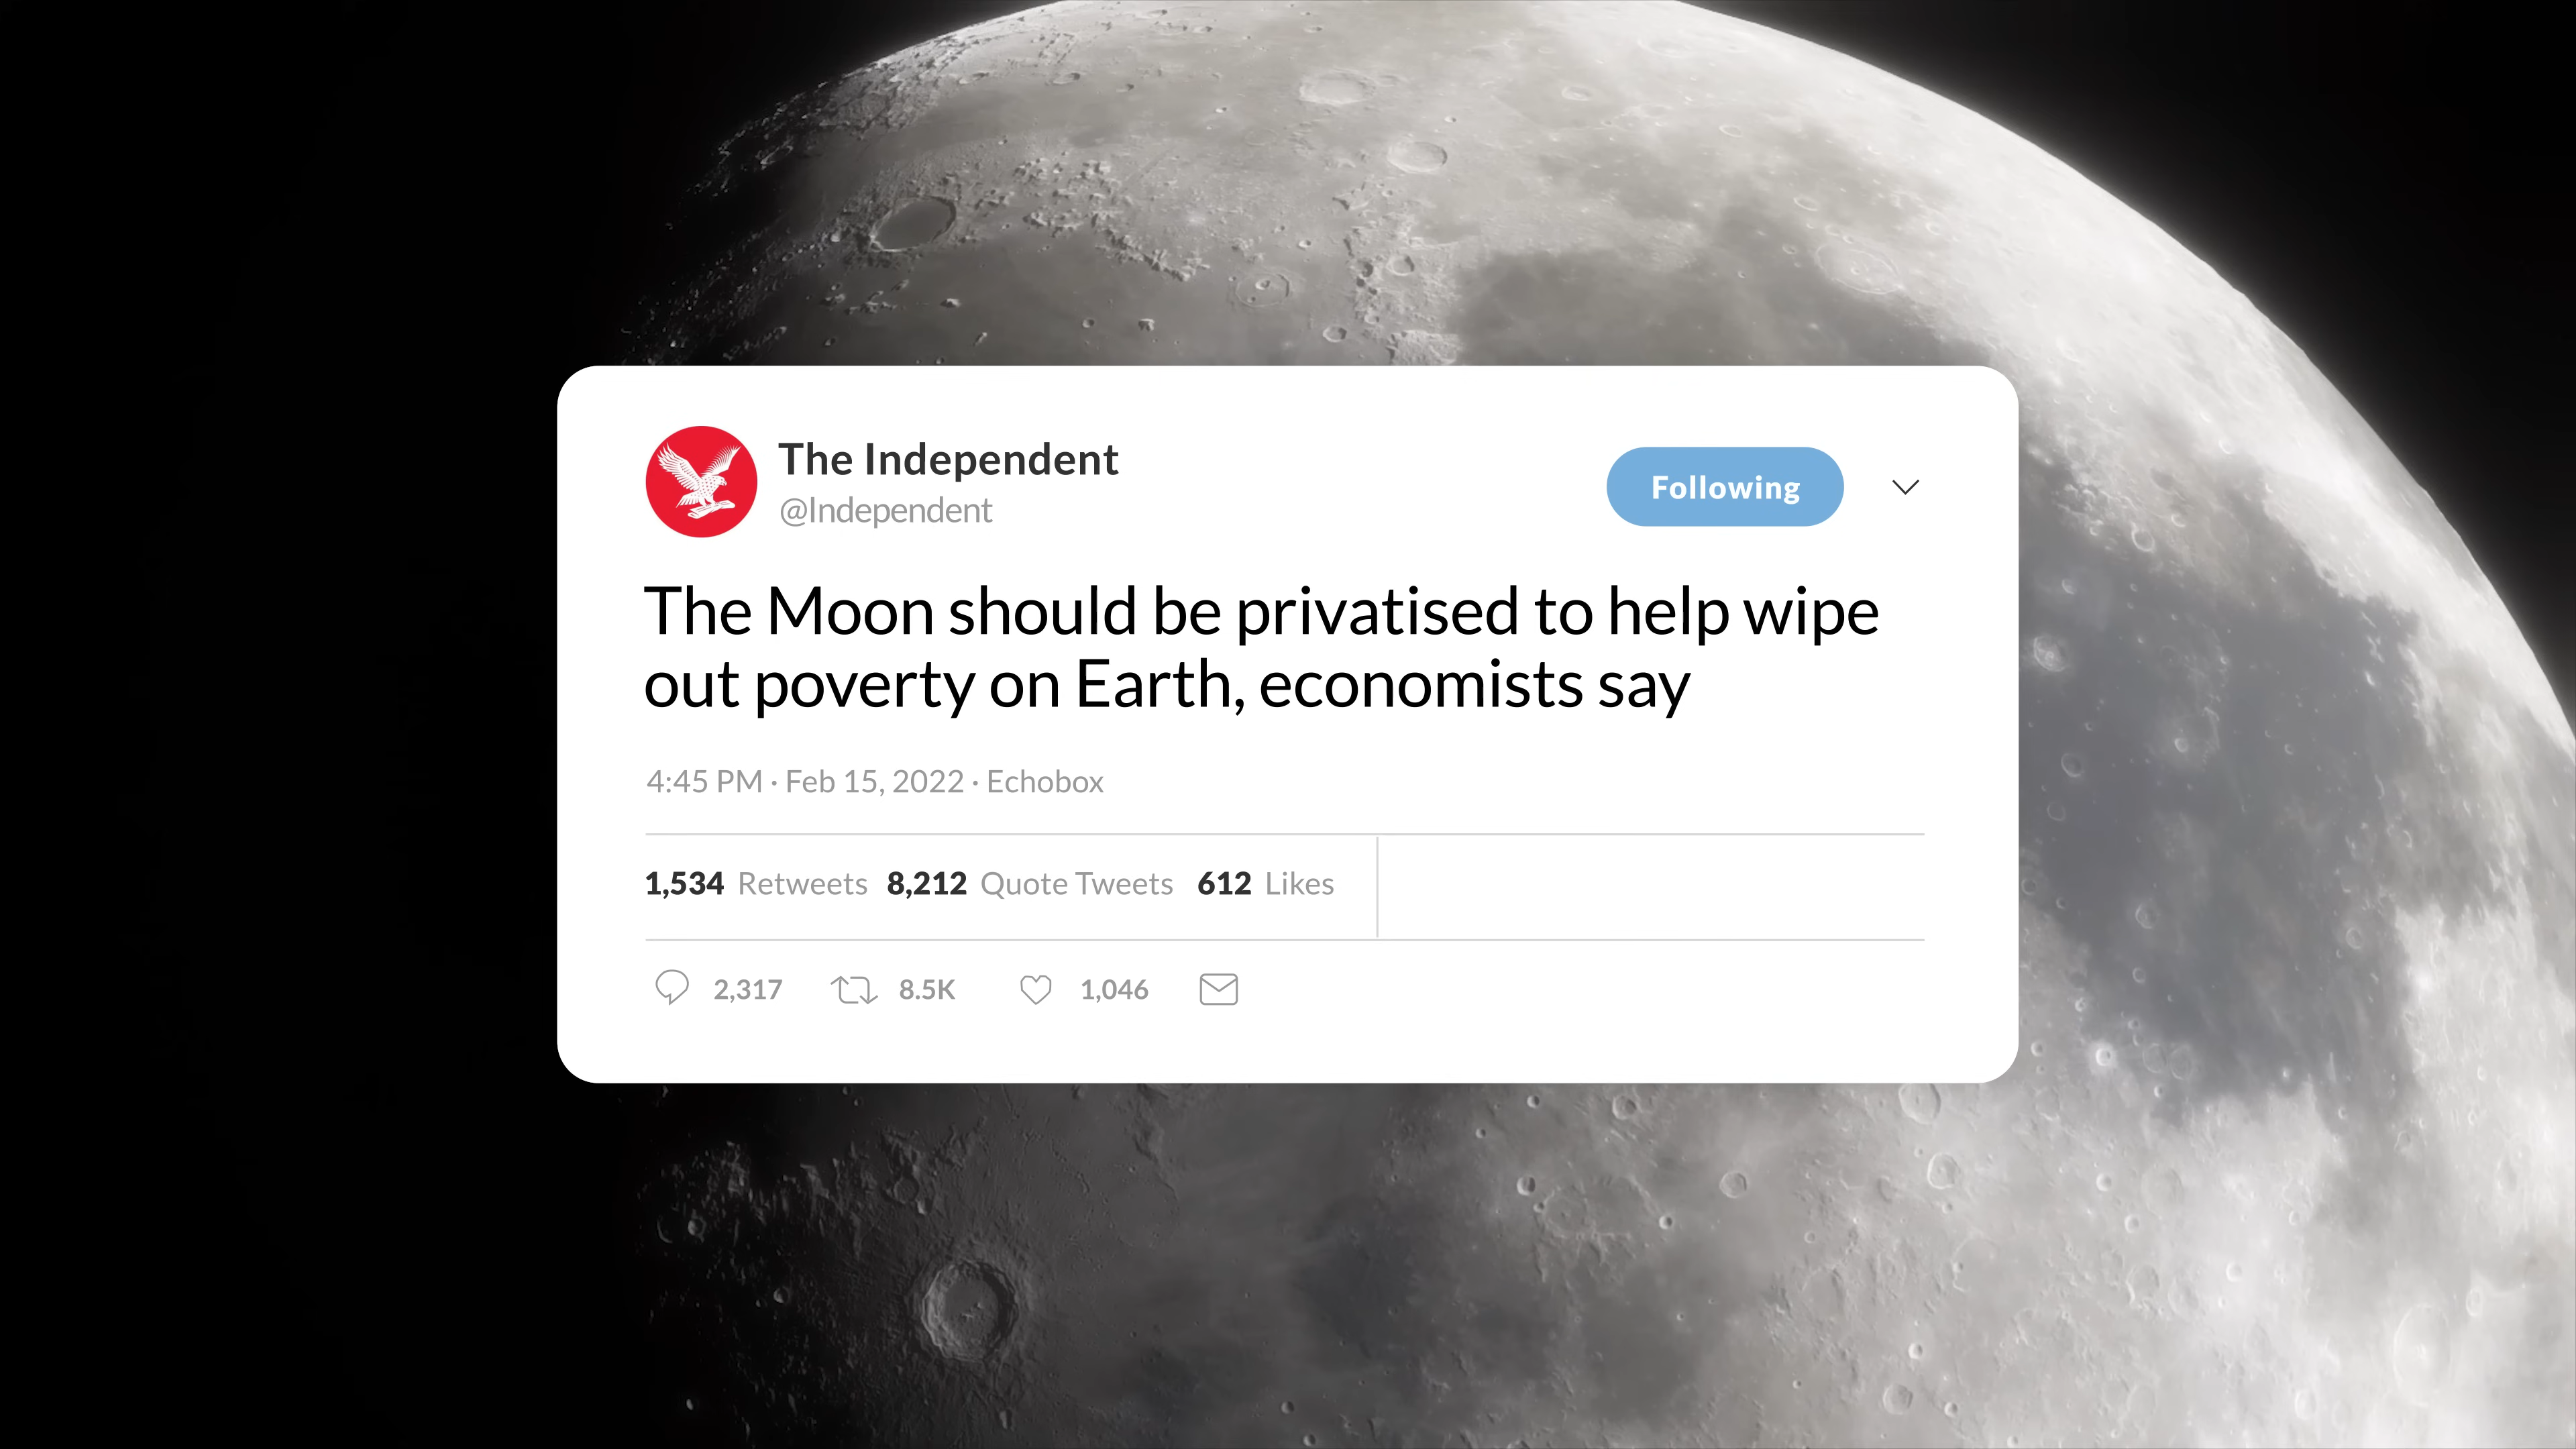 The Independent
@Independent
Following
The Moon should be privatised to help wipe
out poverty on Earth, economists say
4:45 PM · Feb 15, 2022 · Echobox
1,534 Retweets 8,212 Quote Tweets 612 Likes
2,317 8.5K 1,046